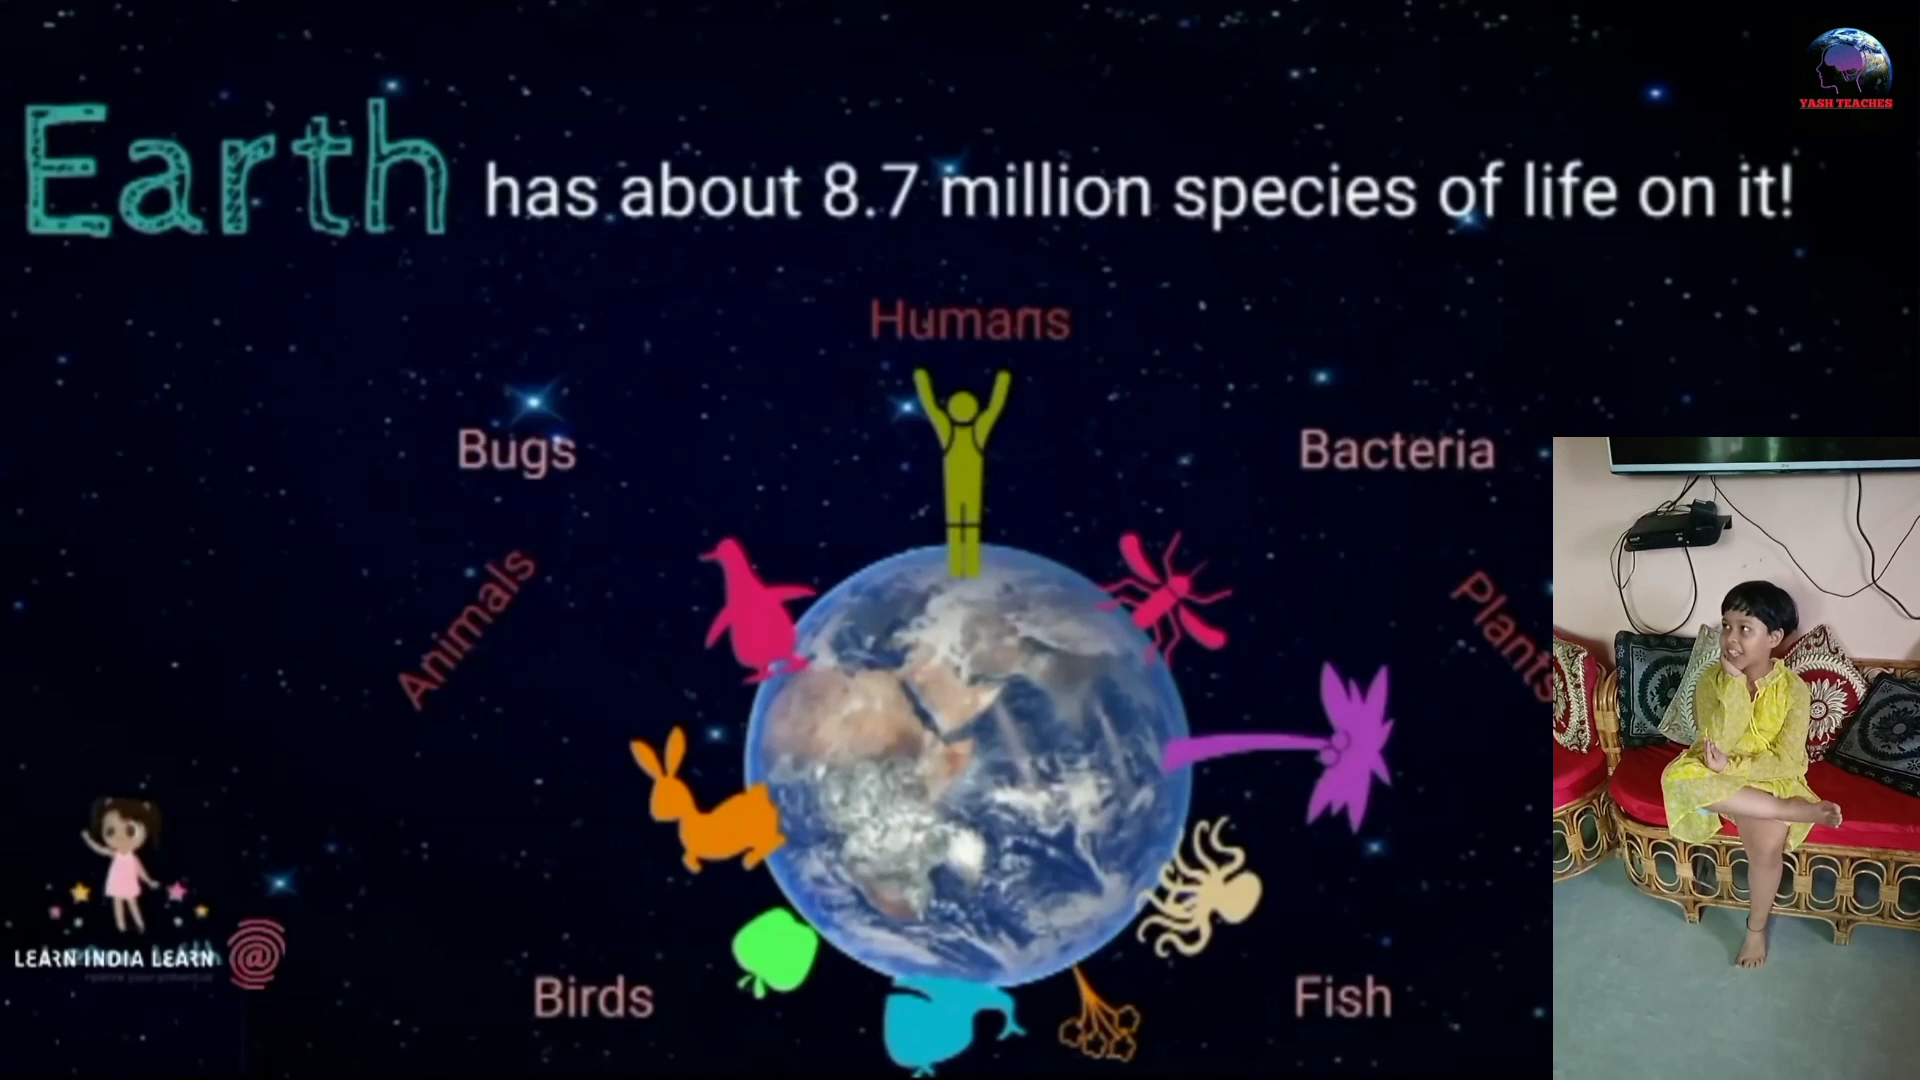 YASH TEACHES
Earth has about 8.7 million species of life on it!
Humans
Bugs
Bacteria
Animals
Plants
LEARN INDIA LEARN
Birds
Fish